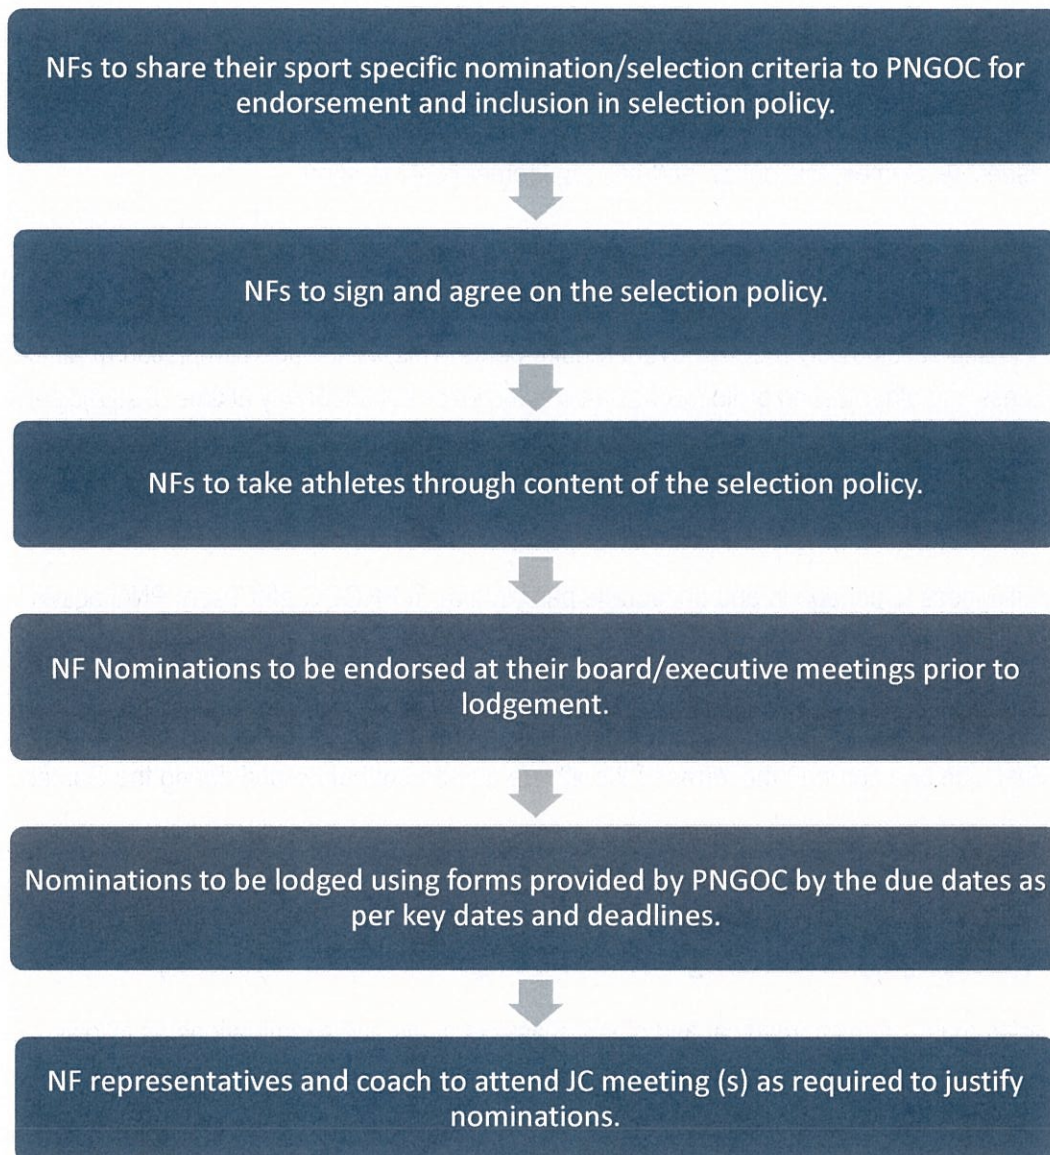 NFs to share their sport specific nomination/selection criteria to PNGOC for
endorsement and inclusion in selection policy.
NFs to sign and agree on the selection policy.
NFs to take athletes through content of the selection policy.
NF Nominations to be endorsed at their board/executive meetings prior to
lodgement.
Nominations to be lodged using forms provided by PNGOC by the due dates as
per key dates and deadlines.
NF representatives and coach to attend JC meeting (s) as required to justify
nominations.